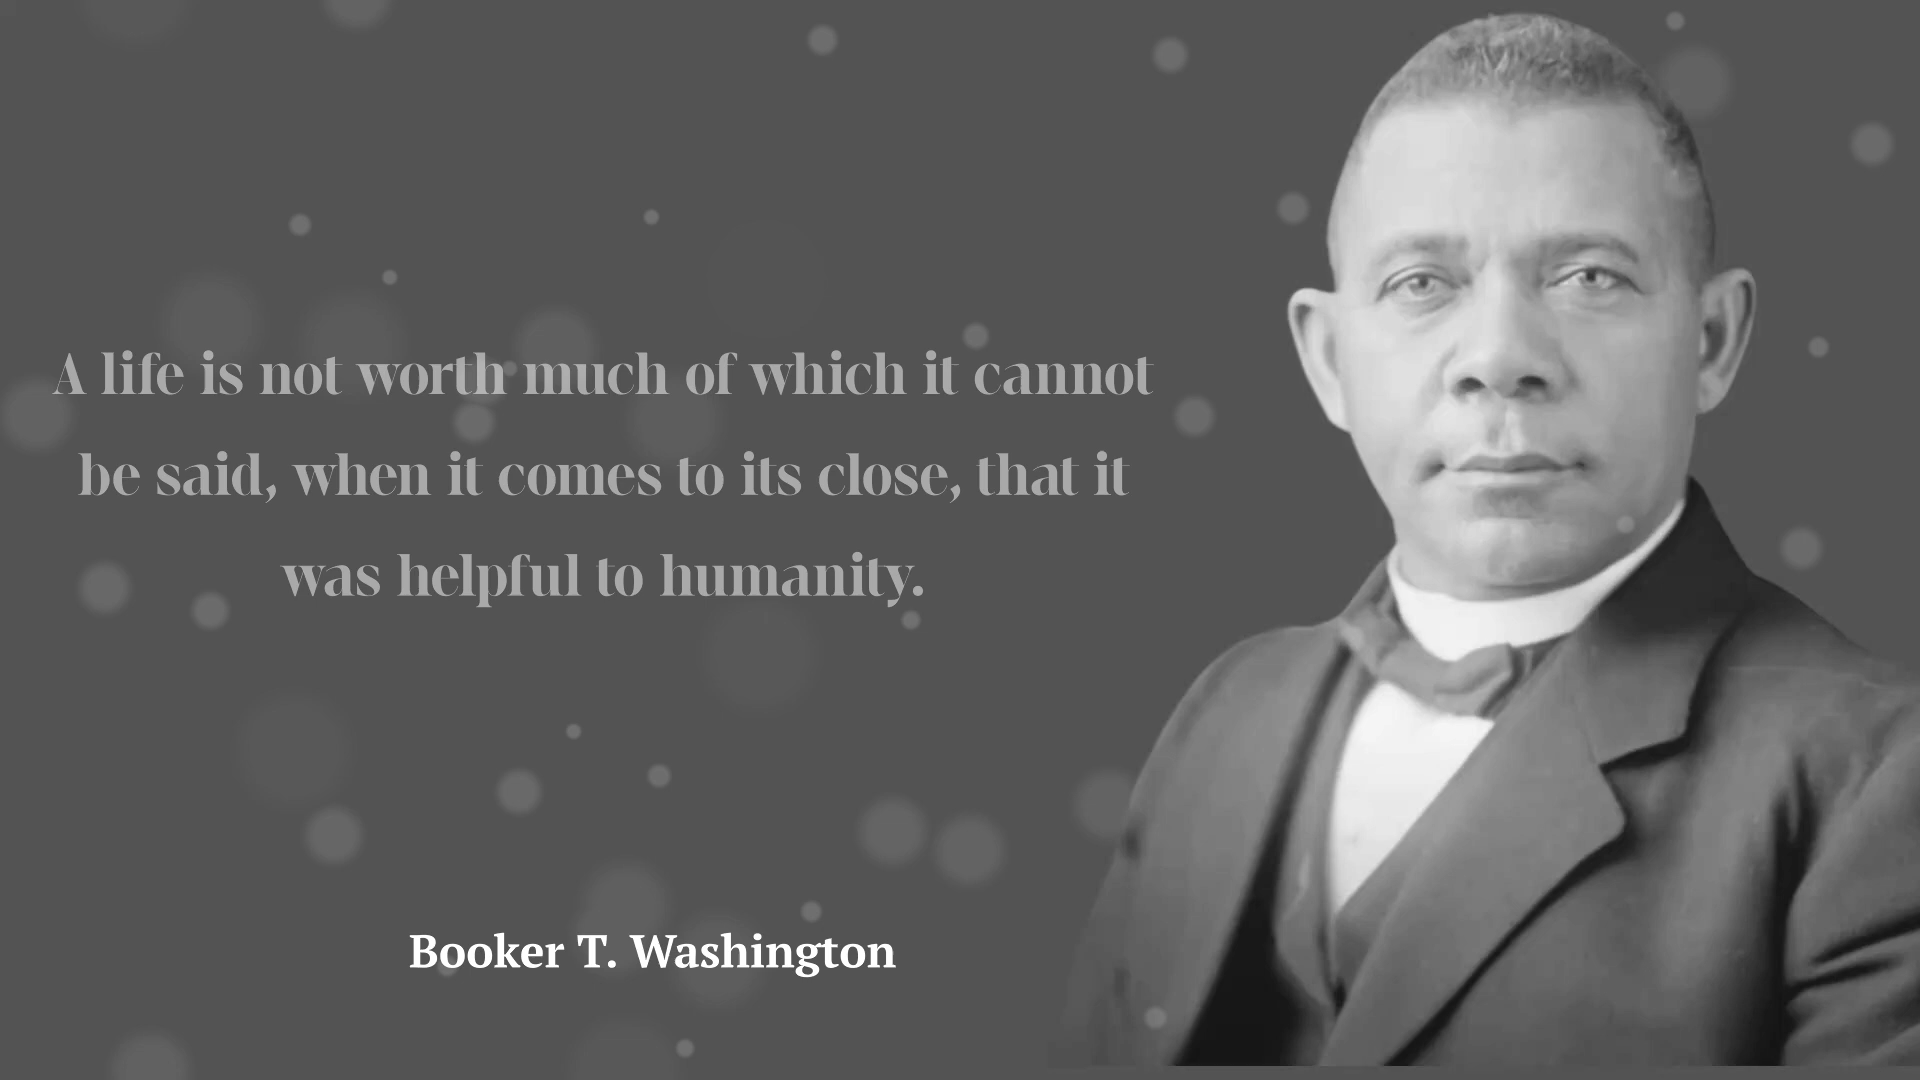 A life is not worth much of which it cannot
be said, when it comes to its close, that it
was helpful to humanity.
Booker T. Washington